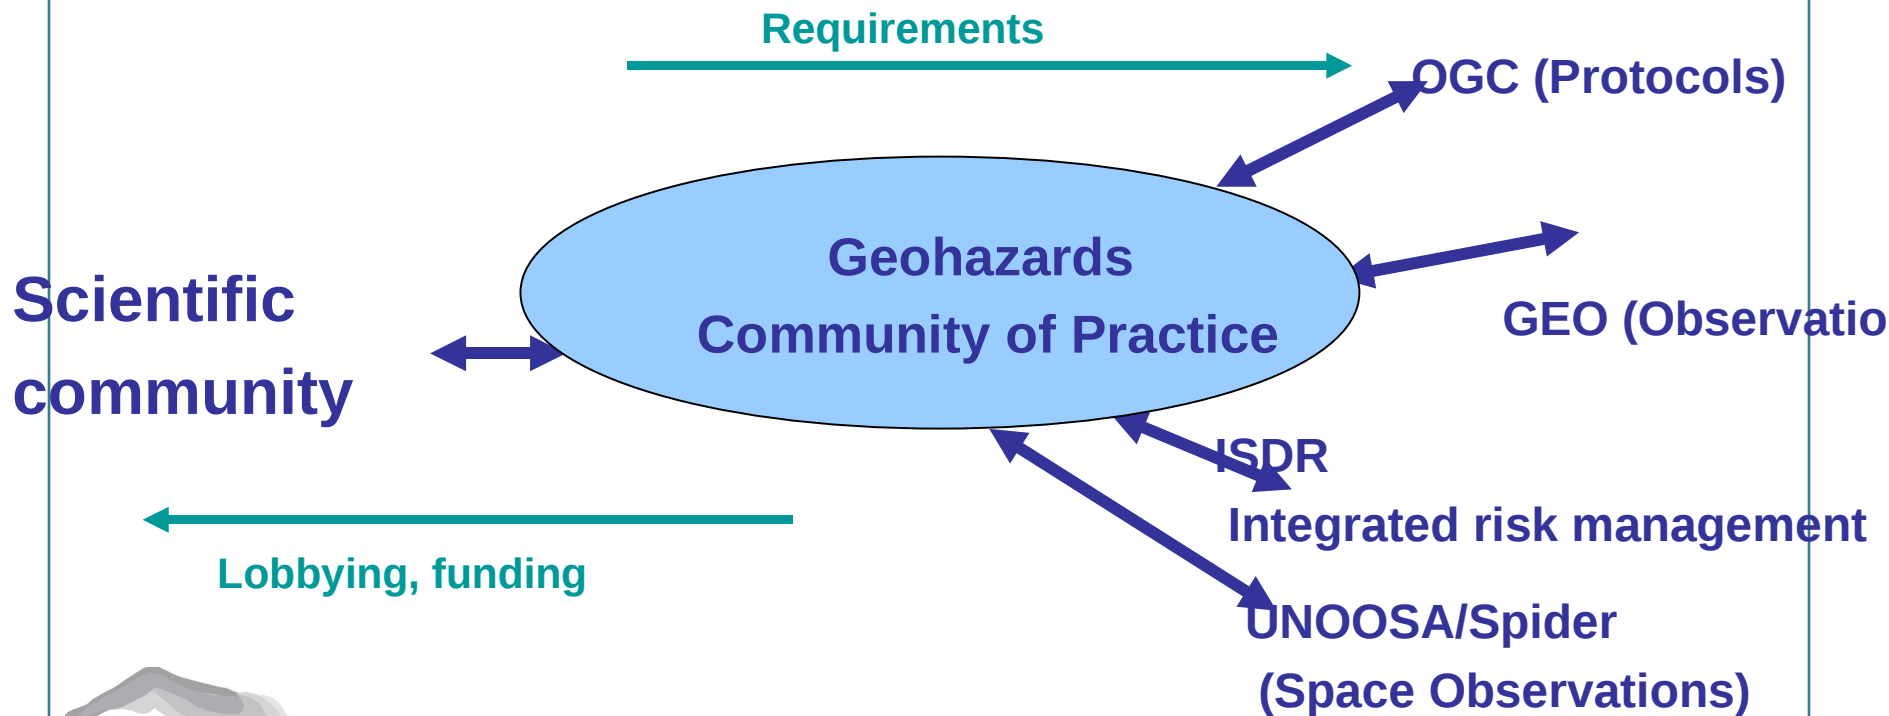 Requirements
OGC (Protocols)
Geohazards
Community of Practice
Scientific
community
GEO (Observatio
ISDR
Integrated risk management
Lobbying, funding
UNOOSA/Spider
(Space Observations)